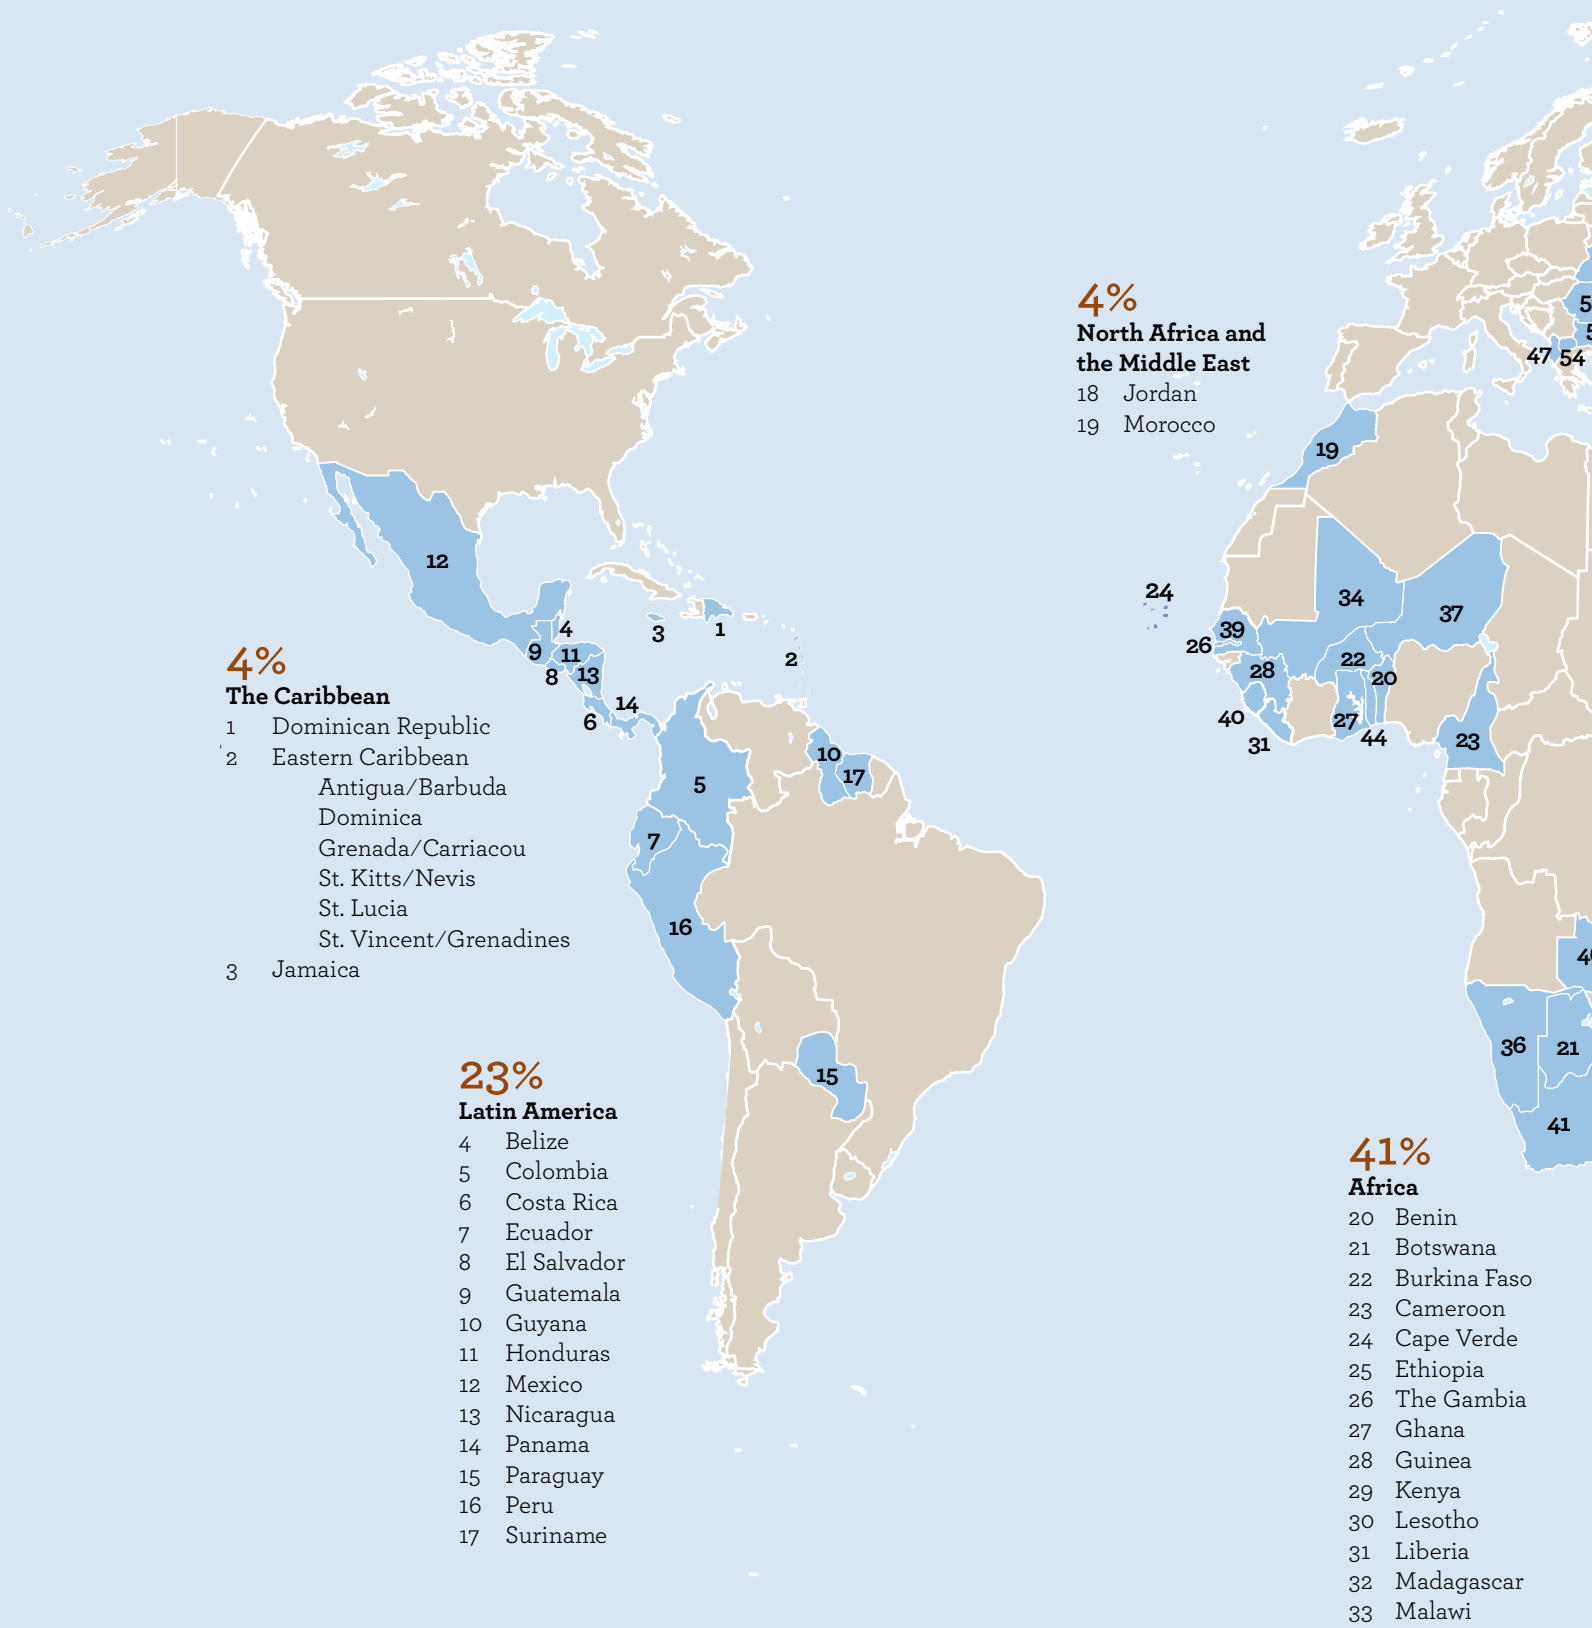 4%
North Africa and
the Middle East
18 Jordan
19 Morocco
47 54
19
12
24
34
37
39
26
22
28
20
40
31
27
44
23
4
3
1
9
11
8
13
2
14
6
10
17
5
7
16
15
36
21
41
4%
The Caribbean
1 Dominican Republic
2 Eastern Caribbean
Antigua/Barbuda
Dominica
Grenada/Carriacou
St. Kitts/Nevis
St. Lucia
St. Vincent/Grenadines
3 Jamaica
23%
Latin America
4 Belize
5 Colombia
6 Costa Rica
7 Ecuador
8 El Salvador
9 Guatemala
10 Guyana
11 Honduras
12 Mexico
13 Nicaragua
14 Panama
15 Paraguay
16 Peru
17 Suriname
41%
Africa
20 Benin
21 Botswana
22 Burkina Faso
23 Cameroon
24 Cape Verde
25 Ethiopia
26 The Gambia
27 Ghana
28 Guinea
29 Kenya
30 Lesotho
31 Liberia
32 Madagascar
33 Malawi